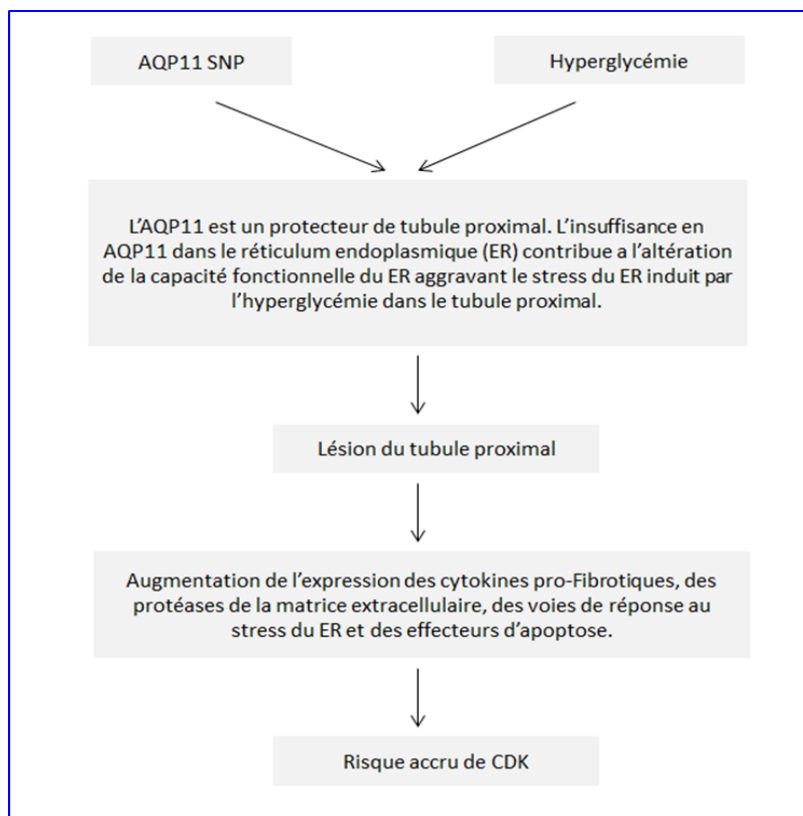 AQP11 SNP
Hyperglycémie
L'AQP11 est un protecteur de tubule proximal. L'insuffisance en
AQP11 dans le réticulum endoplasmique (ER) contribue a l'altération
de la capacité fonctionnelle du ER aggravant le stress du ER induit par
l'hyperglycémie dans le tubule proximal.
Lésion du tubule proximal
Augmentation de l'expression des cytokines pro-Fibrotiques, des
protéases de la matrice extracellulaire, des voies de réponse au
stress du ER et des effecteurs d'apoptose.
Risque accru de CDK